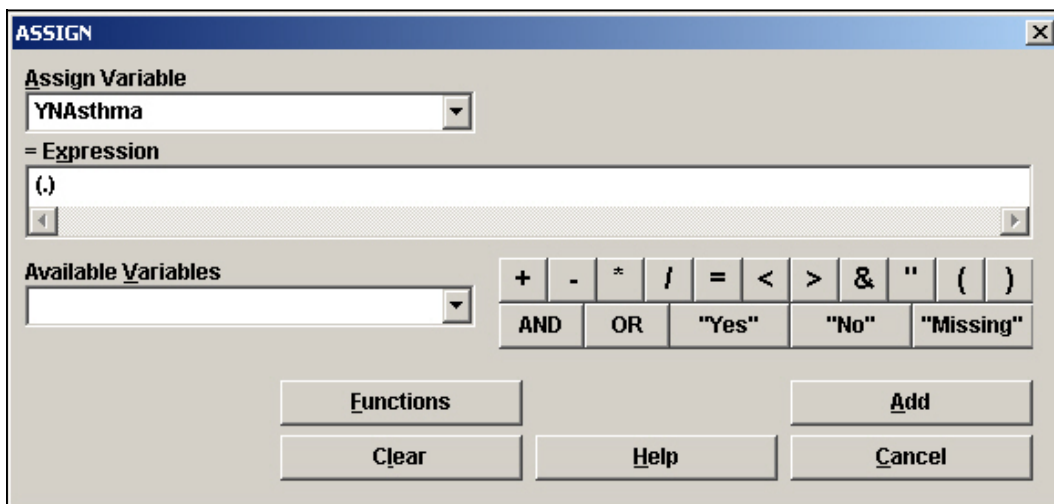 ASSIGN
Assign Variable
YNAsthma
= Expression
(.)
Available Variables
+ - * / = < > & " ( )
AND OR "Yes" "No" "Missing"
Functions Add
Clear Help Cancel